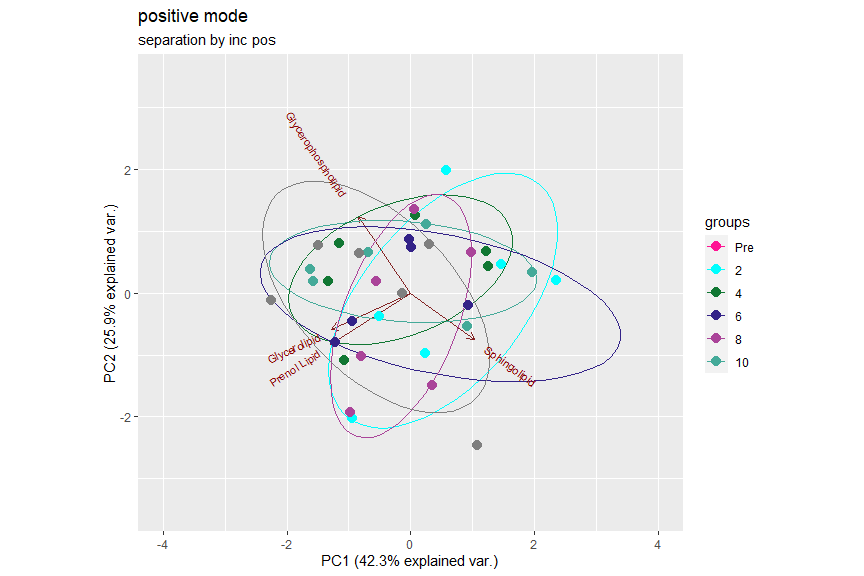 positive mode
separation by inc pos
Glycerophospholipid
Glycerolipid
Prenol Lipid
Sphingolipid
2
0
-2
-4
-2
0
2
4
PC2 (25.9% explained var.)
PC1 (42.3% explained var.)
groups
Pre
2
4
6
8
10